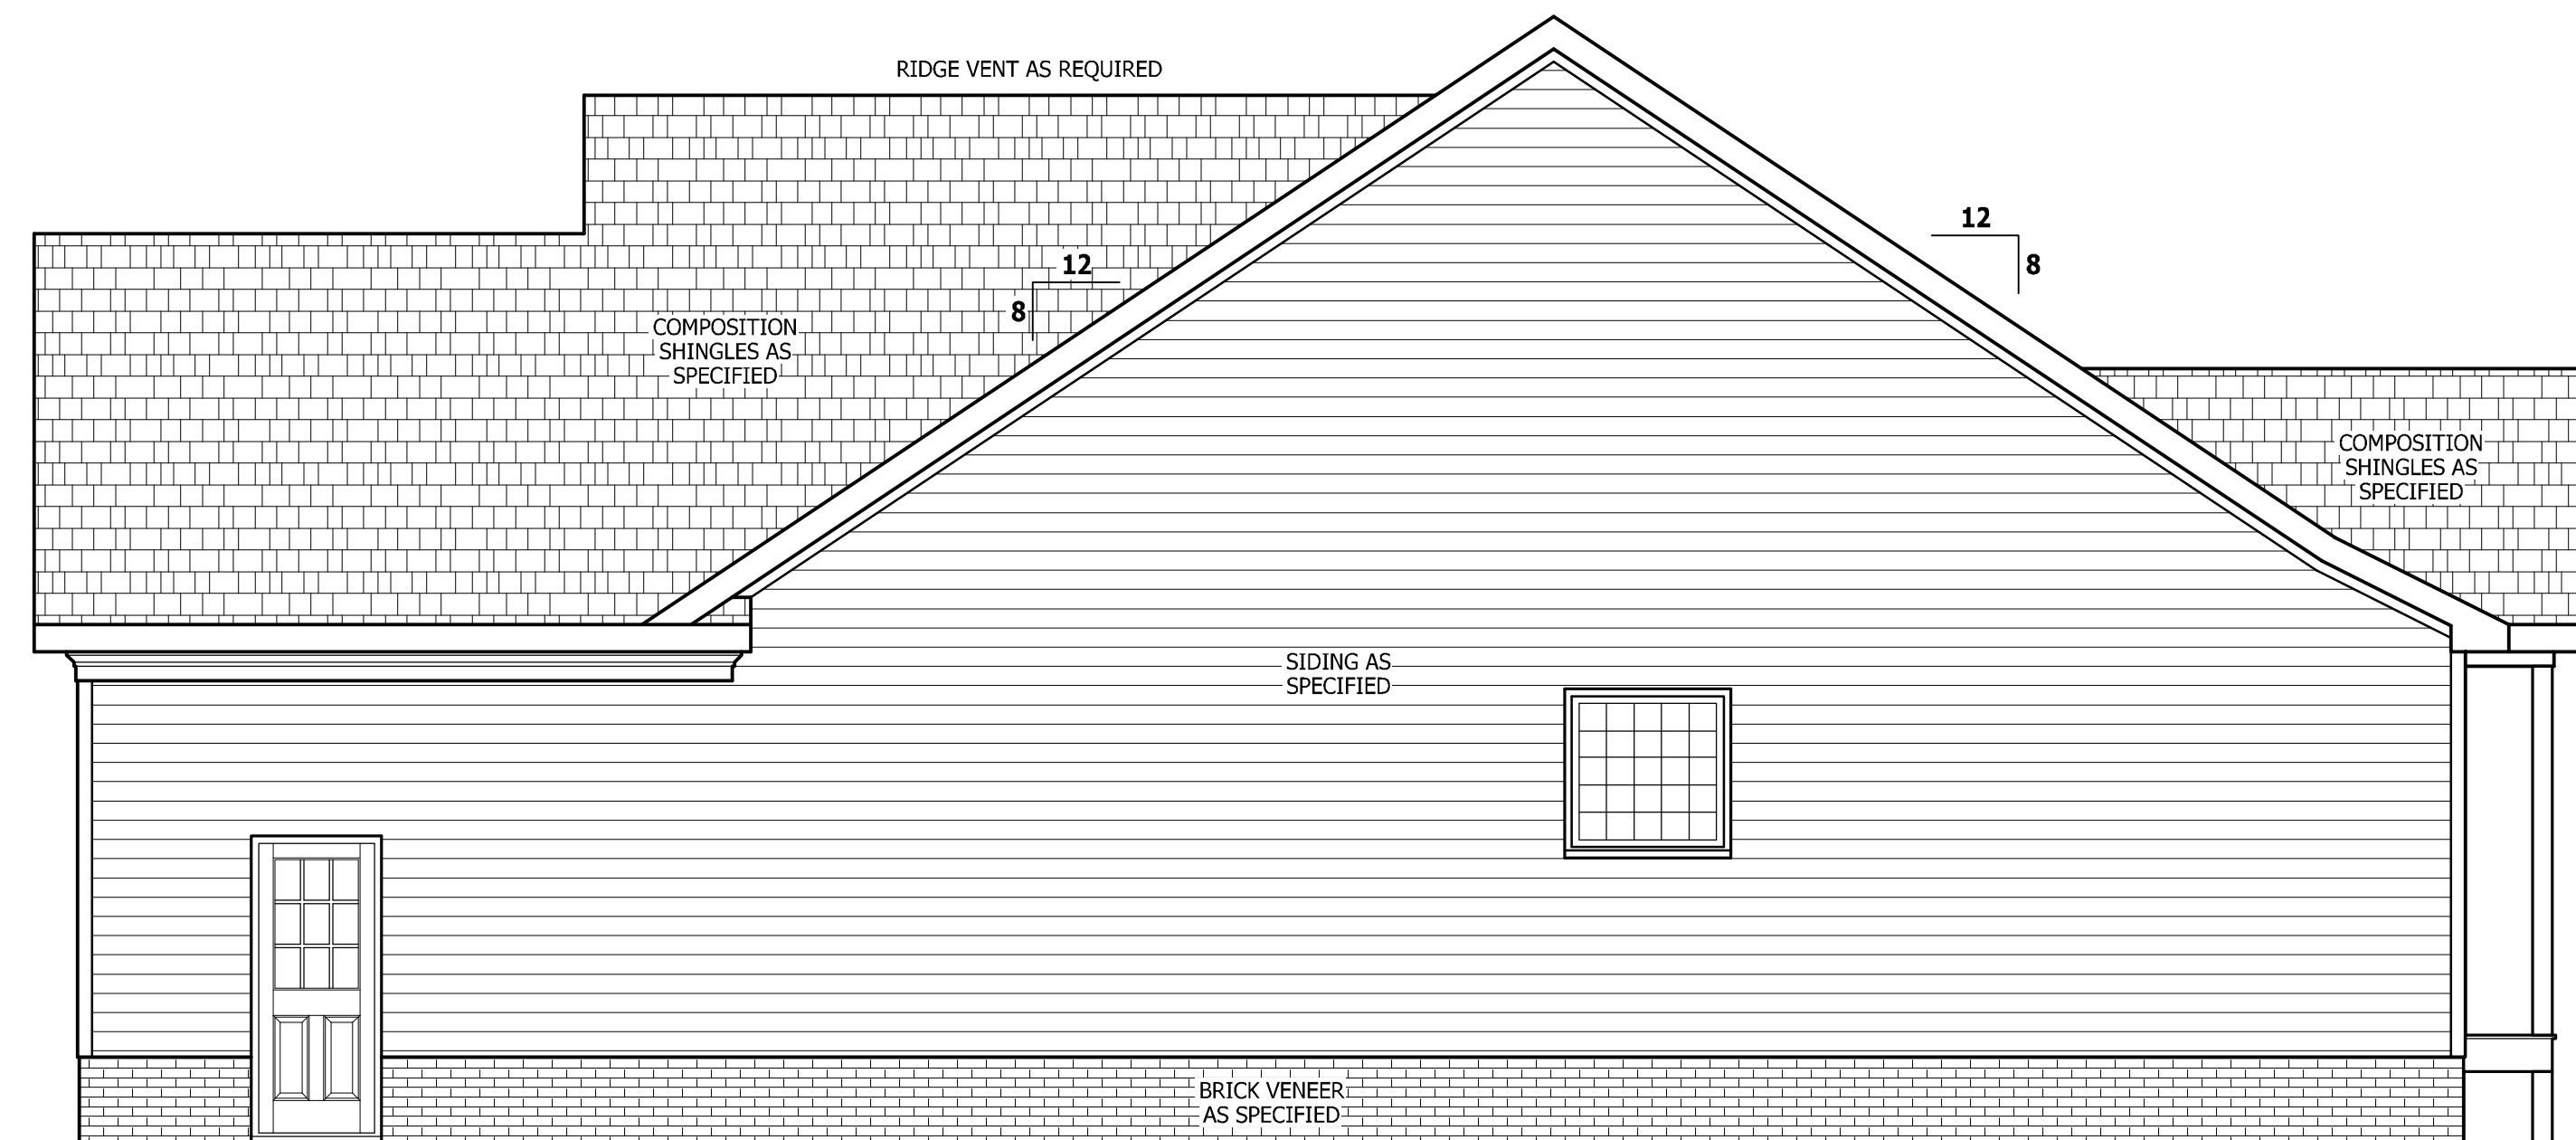 RIDGE VENT AS REQUIRED
12
8
12
8
COMPOSITION
SHINGLES AS
SPECIFIED
COMPOSITION
SHINGLES AS
SPECIFIED
SIDING AS
SPECIFIED
BRICK VENEER
AS SPECIFIED